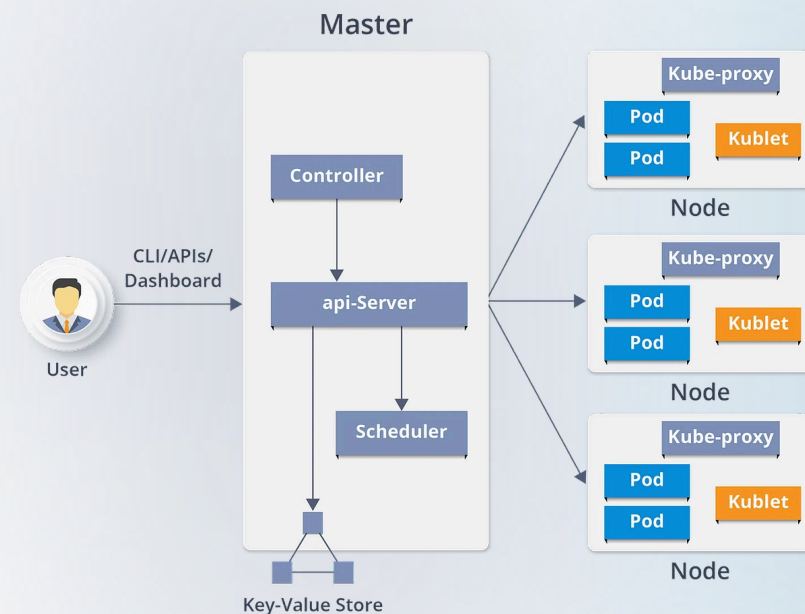 Master
Controller
api-Server
Scheduler
Key-Value Store
CLI/APIs/
Dashboard
User
Kube-proxy
Pod
Pod
Kublet
Node
Kube-proxy
Pod
Pod
Kublet
Node
Kube-proxy
Pod
Pod
Kublet
Node